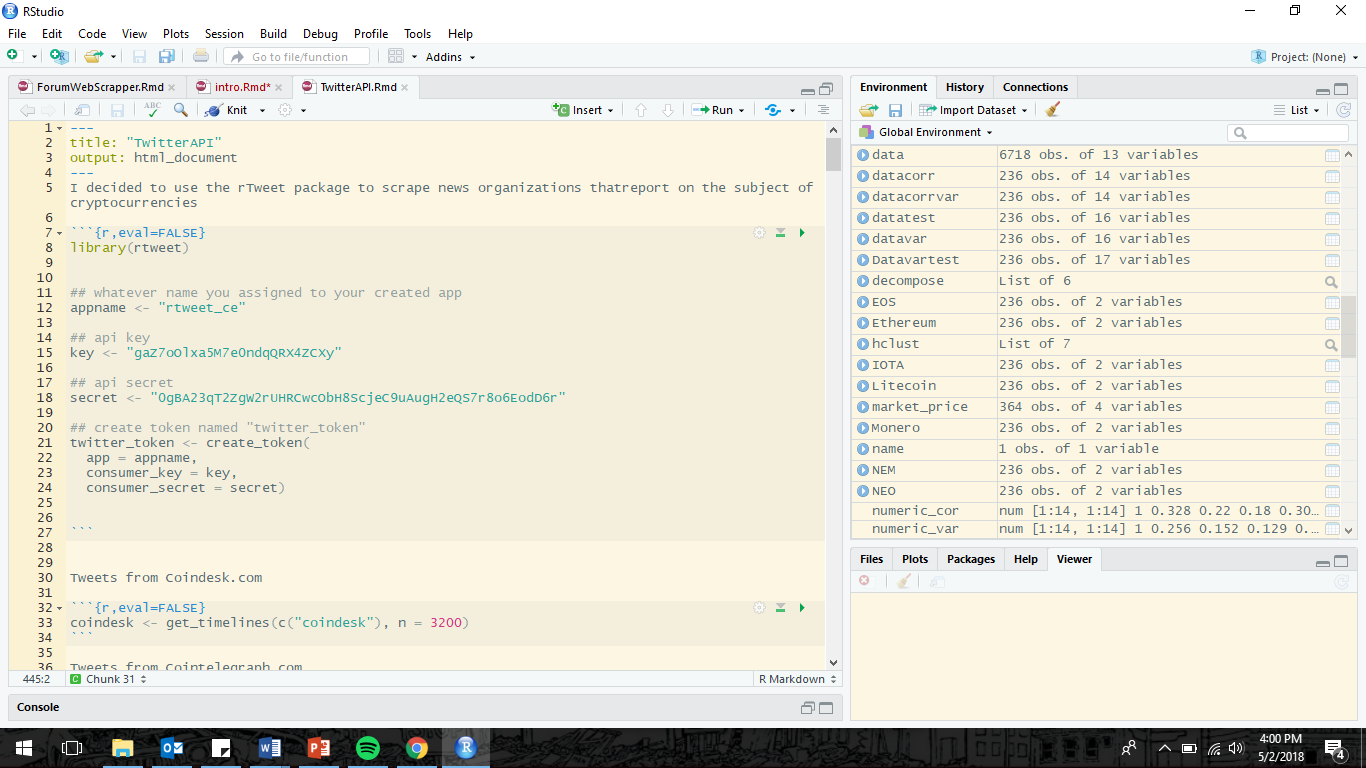 RStudio
File Edit Code View Plots Session Build Debug Profile Tools Help
Go to file/function Addins Project: (None)
ForumWebScrapper.Rmd intro.Rmd* TwitterAPI.Rmd
ABC Knit Insert Run
1 ---
2 title: "TwitterAPI"
3 output: html_document
4 ---
5 I decided to use the rTweet package to scrape news organizations thatreport on the subject of
cryptocurrencies
6
7 ```{r,eval=FALSE}
8 library(rtweet)
9
10
11 ## whatever name you assigned to your created app
12 appname <- "rtweet_ce"
13
14 ## api key
15 key <-
16
17 ## api secret
18 secret <-
19
20 ## create token named "twitter_token"
21 twitter_token <- create_token(
22 app = appname,
23 consumer_key = key,
24 consumer_secret = secret)
25
26
27 ```
28
29
30 Tweets from Coindesk.com
31
32 ```{r,eval=FALSE}
33 coindesk <- get_timelines(c("coindesk"), n = 3200)
34 ```
35
36 Tweets from Cointelegraph.com
445:2 Chunk 31 R Markdown
Console
Environment History Connections
Import Dataset List
Global Environment
data 6718 obs. of 13 variables
datacorr 236 obs. of 14 variables
datacorrvar 236 obs. of 14 variables
datatest 236 obs. of 16 variables
datavar 236 obs. of 16 variables
Datavartest 236 obs. of 17 variables
decompose List of 6
EOS 236 obs. of 2 variables
Ethereum 236 obs. of 2 variables
hclust List of 7
IOTA 236 obs. of 2 variables
Litecoin 236 obs. of 2 variables
market_price 364 obs. of 4 variables
Monero 236 obs. of 2 variables
name 1 obs. of 1 variable
NEM 236 obs. of 2 variables
NEO 236 obs. of 2 variables
numeric_cor num [1:14, 1:14] 1 0.328 0.22 0.18 0.30...
numeric_var num [1:14, 1:14] 1 0.256 0.152 0.129 0....
Files Plots Packages Help Viewer
4:00 PM
5/2/2018
4